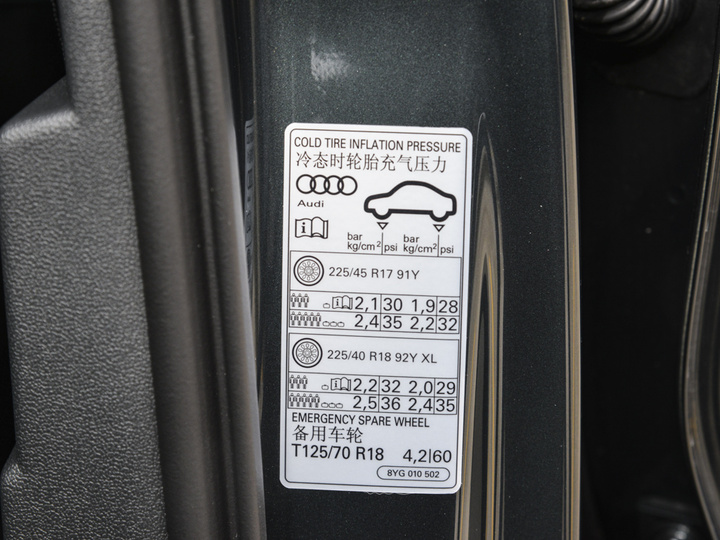 COLD TIRE INFLATION PRESSURE
冷态时轮胎充气压力
Audi
bar psi bar psi
kg/cm² kg/cm²
225/45 R17 91Y
2,1 30 1,9 28
2,4 35 2,2 32
225/40 R18 92Y XL
2,2 32 2,0 29
2,5 36 2,4 35
EMERGENCY SPARE WHEEL
备用车轮
T125/70 R18 4,2|60
8YG 010 502